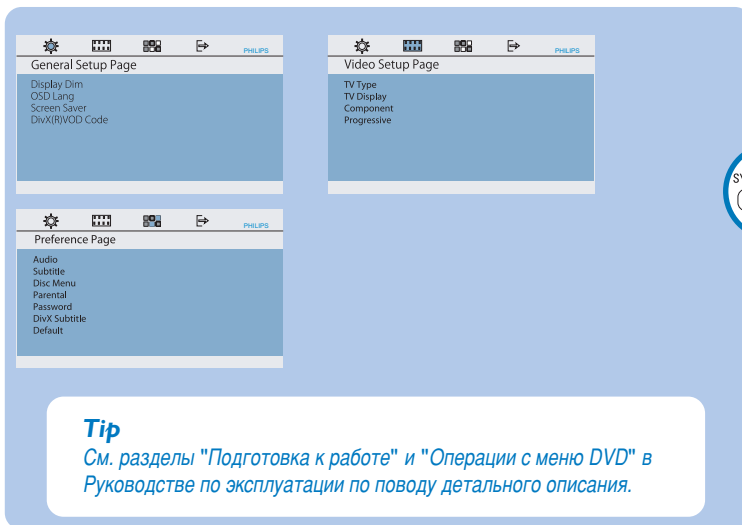 PHILIPS
General Setup Page
Display Dim
OSD Lang
Screen Saver
DivX(R)VOD Code
PHILIPS
Video Setup Page
TV Type
TV Display
Component
Progressive
PHILIPS
Preference Page
Audio
Subtitle
Disc Menu
Parental
Password
DivX Subtitle
Default
Tip
См. разделы "Подготовка к работе" и "Операции с меню DVD" в
Руководстве по эксплуатации по поводу детального описания.